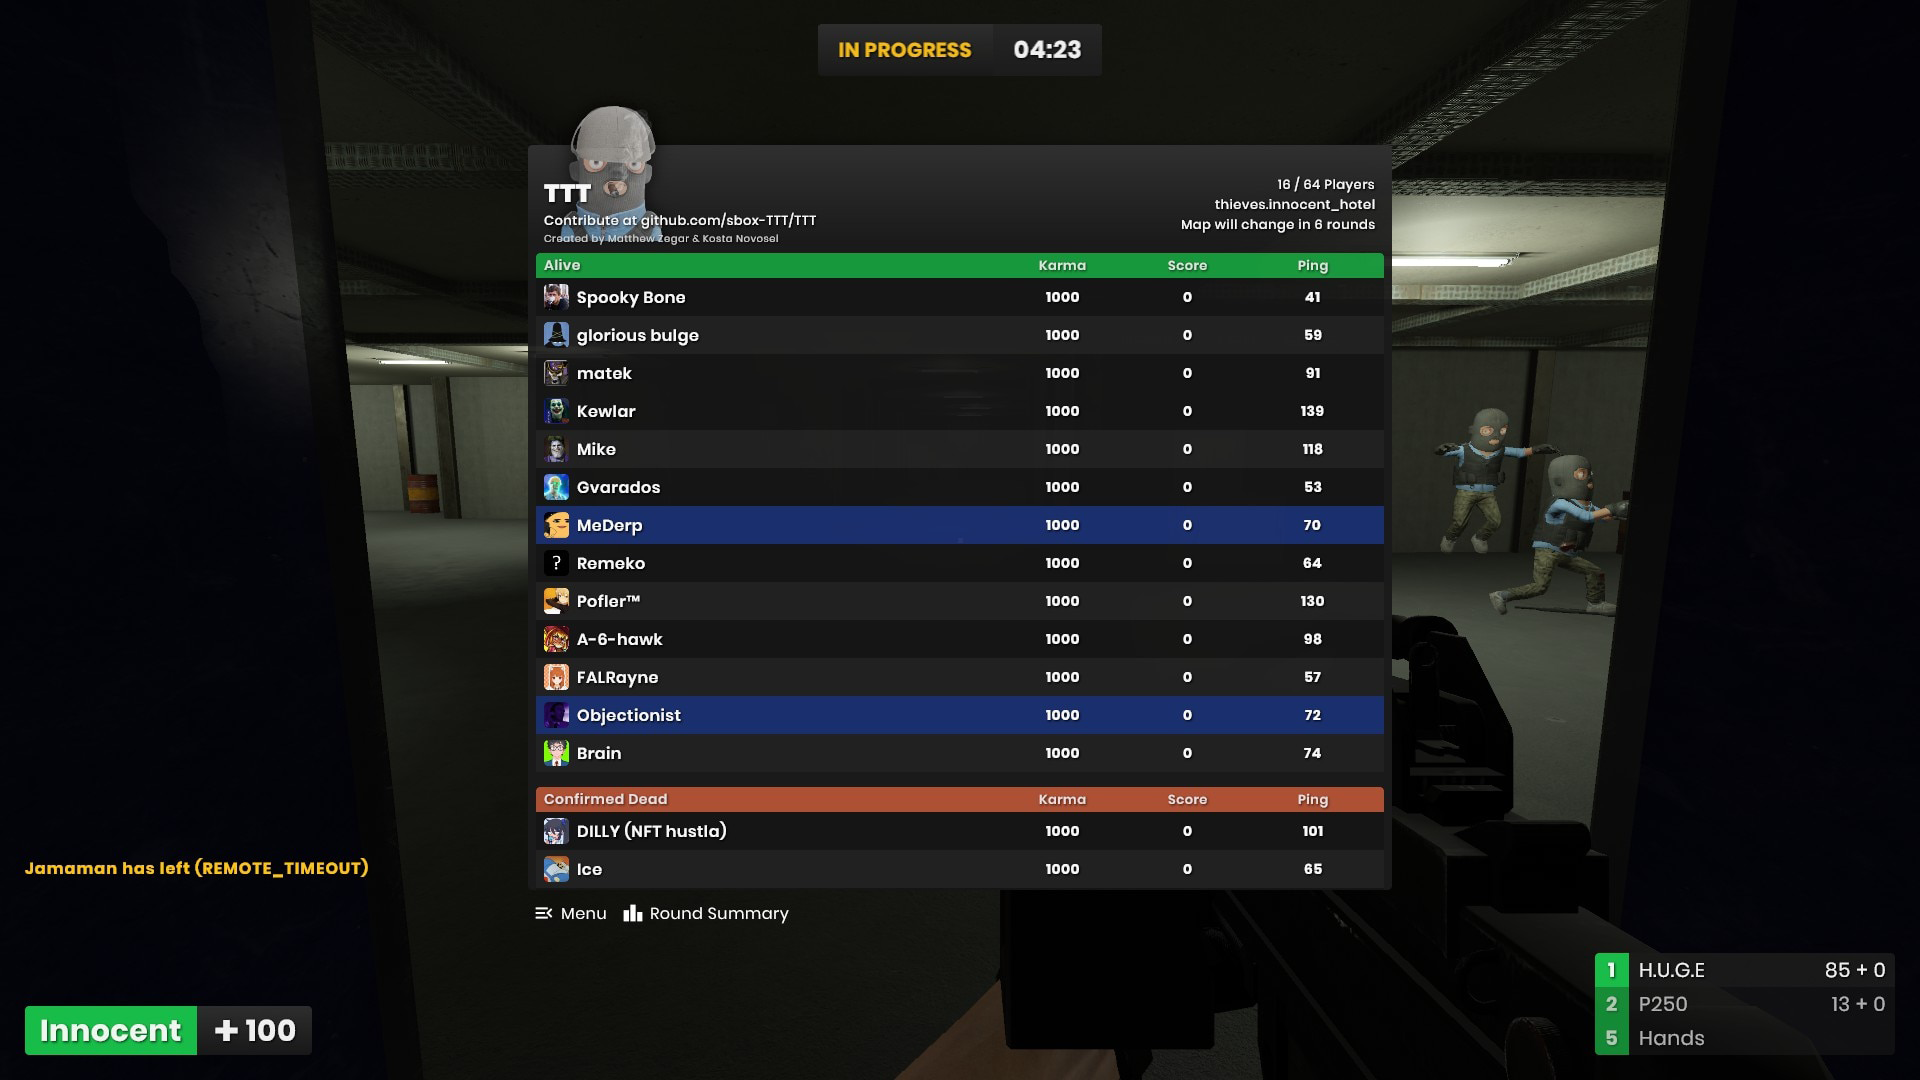 IN PROGRESS 04:23
TTT
Contribute at github.com/sbox-TTT/TTT
Created by Matthew Zegar & Kosta Novosel
16 / 64 Players
thieves.innocent_hotel
Map will change in 6 rounds
Alive Karma Score Ping
Spooky Bone 1000 0 41
glorious bulge 1000 0 59
matek 1000 0 91
Kewlar 1000 0 139
Mike 1000 0 118
Gvarados 1000 0 53
MeDerp 1000 0 70
? Remeko 1000 0 64
Pofler™ 1000 0 130
A-6-hawk 1000 0 98
FALRayne 1000 0 57
Objectionist 1000 0 72
Brain 1000 0 74
Confirmed Dead Karma Score Ping
DILLY (NFT hustla) 1000 0 101
Ice 1000 0 65
Jamaman has left (REMOTE_TIMEOUT)
Menu Round Summary
Innocent + 100
1 H.U.G.E 85 + 0
2 P250 13 + 0
5 Hands